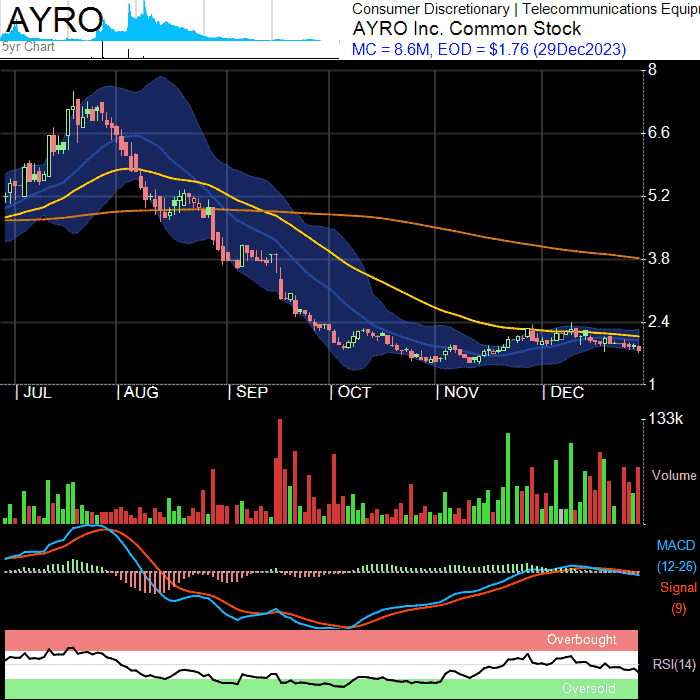 AYRO
5yr Chart
Consumer Discretionary | Telecommunications Equip
AYRO Inc. Common Stock
MC = 8.6M, EOD = $1.76 (29Dec2023)
8
6.6
5.2
3.8
2.4
1
JUL
AUG
SEP
OCT
NOV
DEC
133k
Volume
MACD
(12-26)
Signal
(9)
Overbought
RSI(14)
Oversold